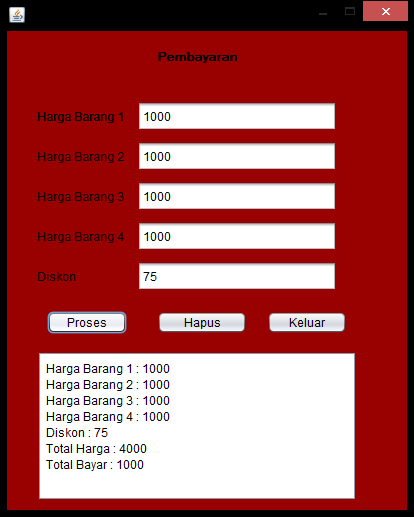 Pembayaran
Harga Barang 1 1000
Harga Barang 2 1000
Harga Barang 3 1000
Harga Barang 4 1000
Diskon 75
Proses Hapus Keluar
Harga Barang 1 : 1000
Harga Barang 2 : 1000
Harga Barang 3 : 1000
Harga Barang 4 : 1000
Diskon : 75
Total Harga : 4000
Total Bayar : 1000